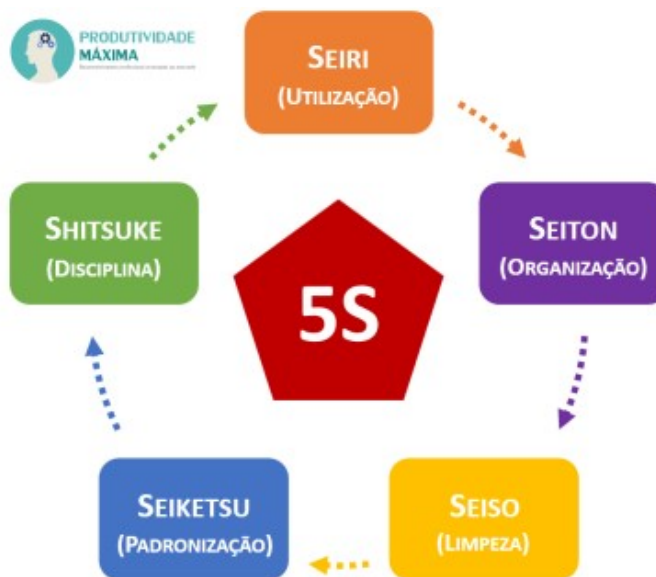 PRODUTIVIDADE
MÁXIMA
SEIRI
(UTILIZAÇÃO)
SHITSUKE
(DISCIPLINA)
SEITON
(ORGANIZAÇÃO)
5S
SEIKETSU
(PADRONIZAÇÃO)
SEISO
(LIMPEZA)